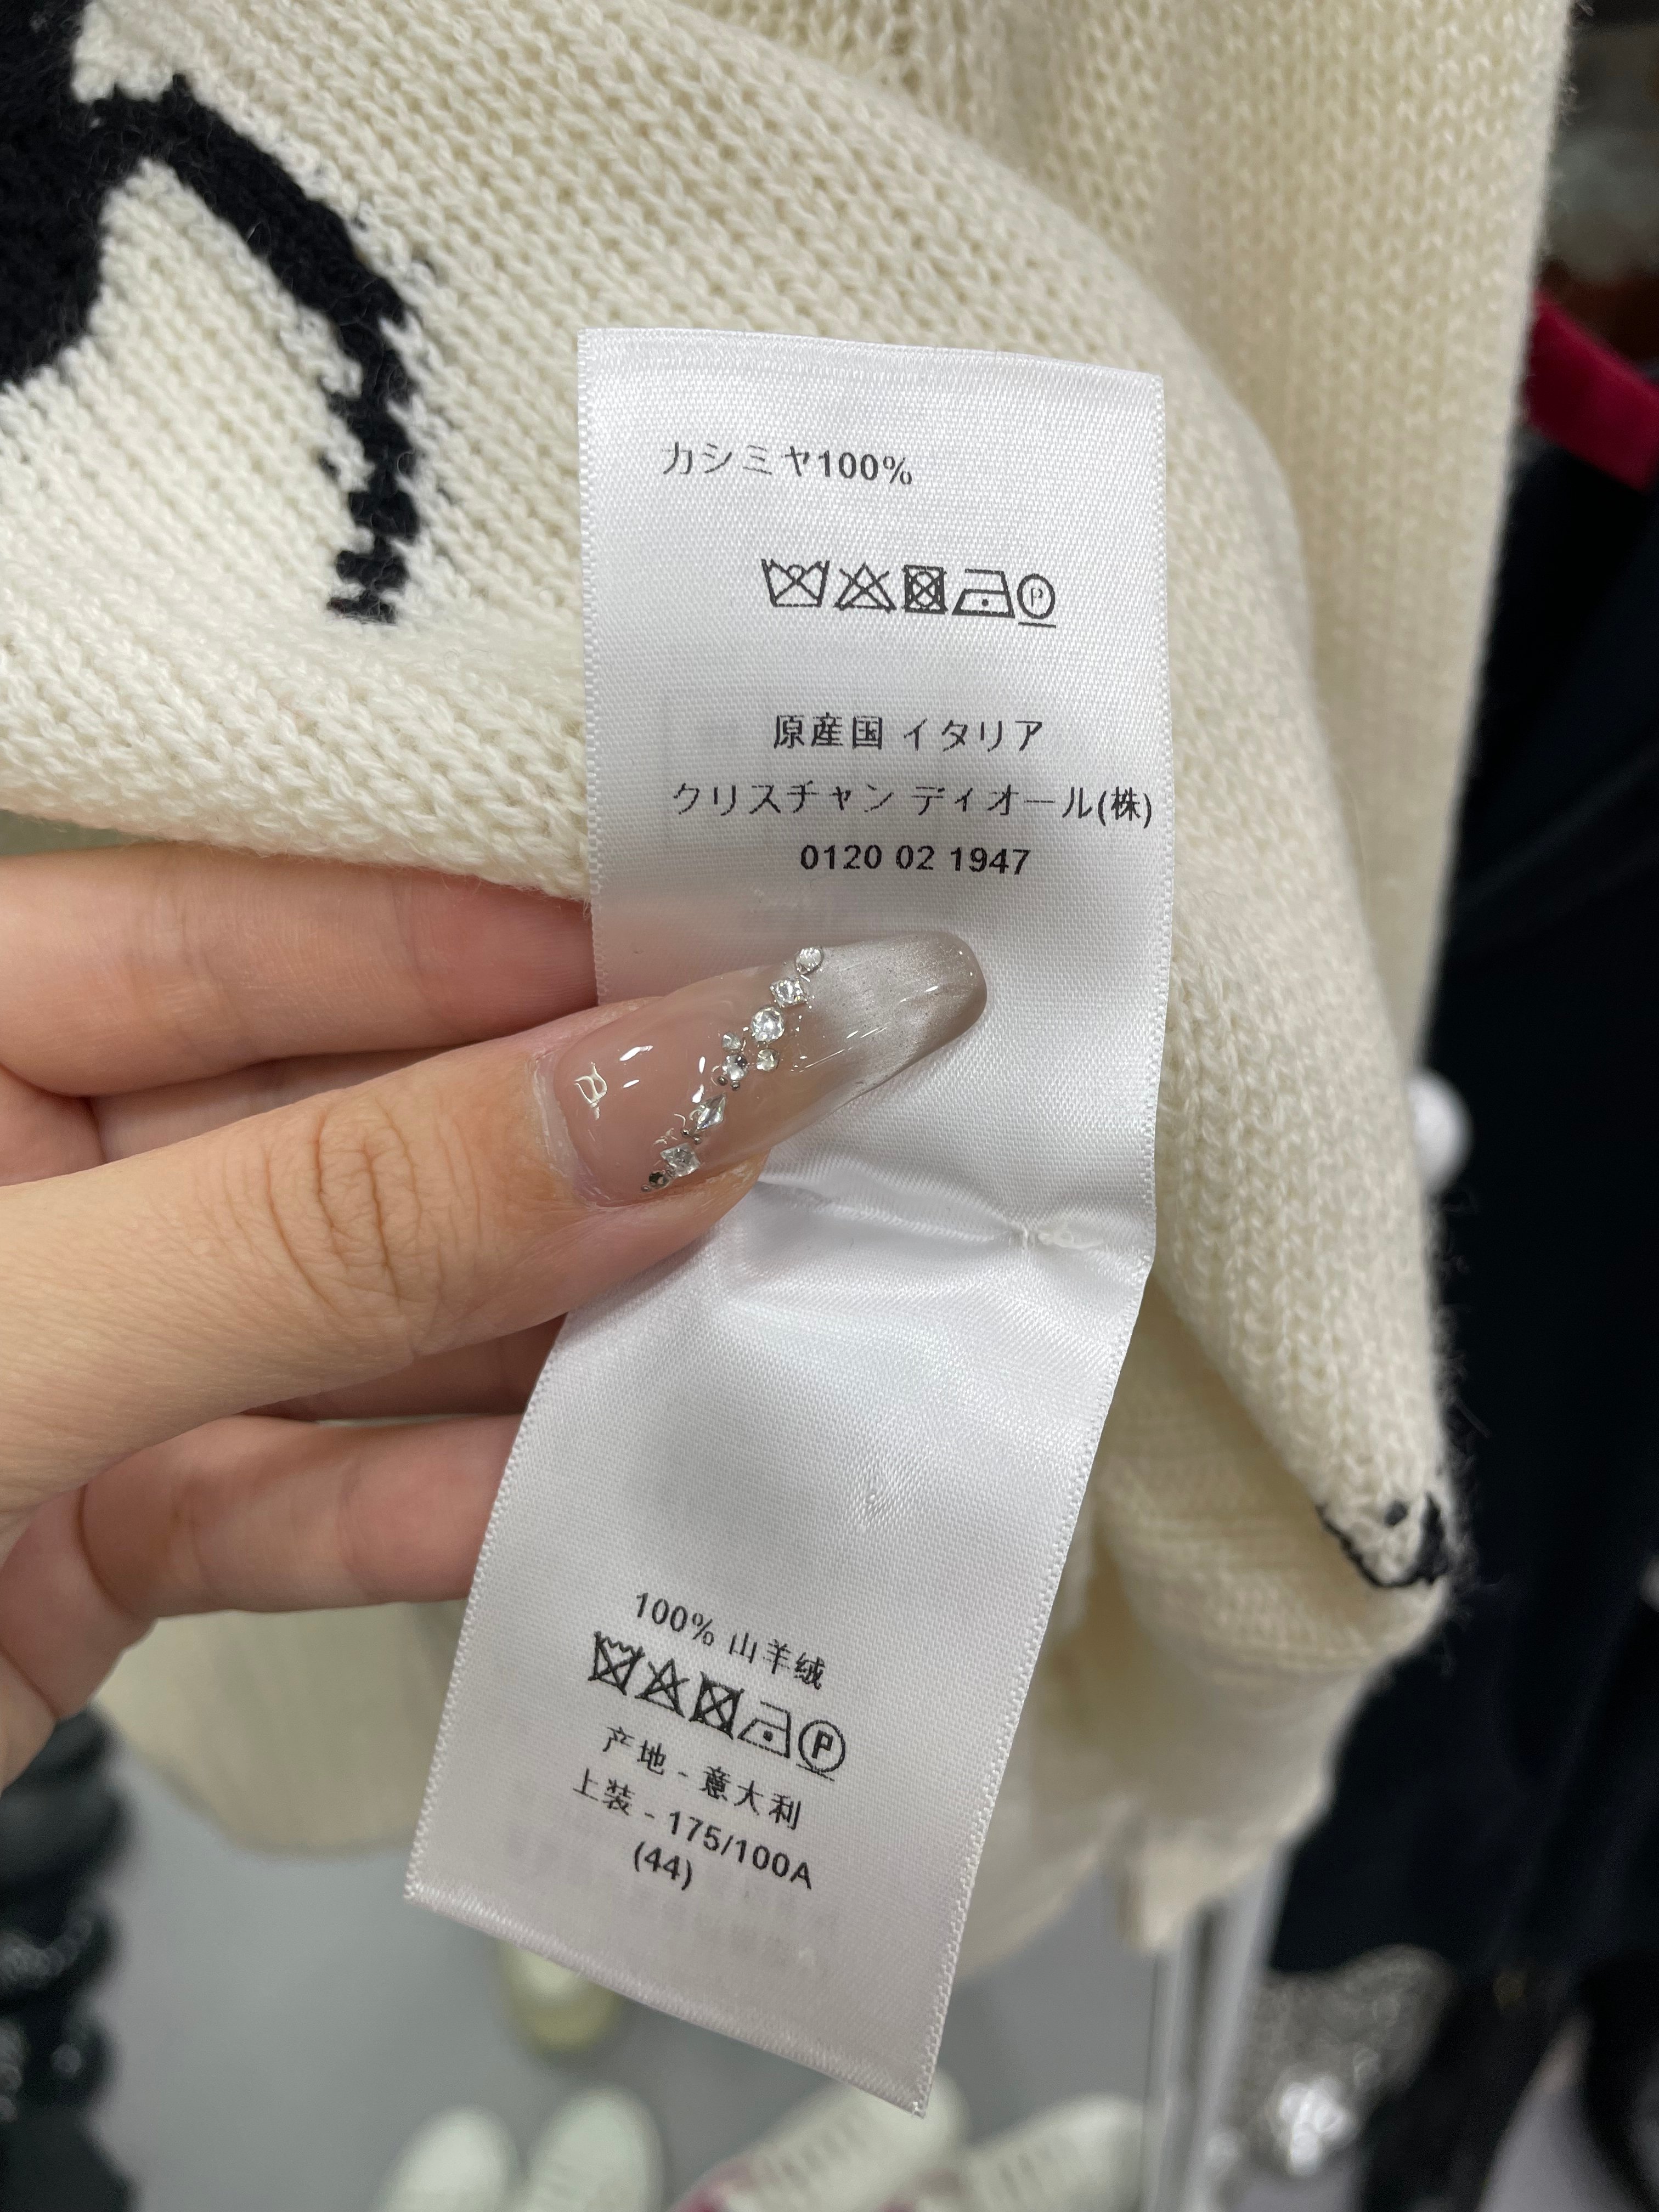 カシミヤ100%
原産国 イタリア
クリスチャン ディオール(株)
0120 02 1947
100% 山羊绒
产地 - 意大利
上装 - 175/100A
(44)